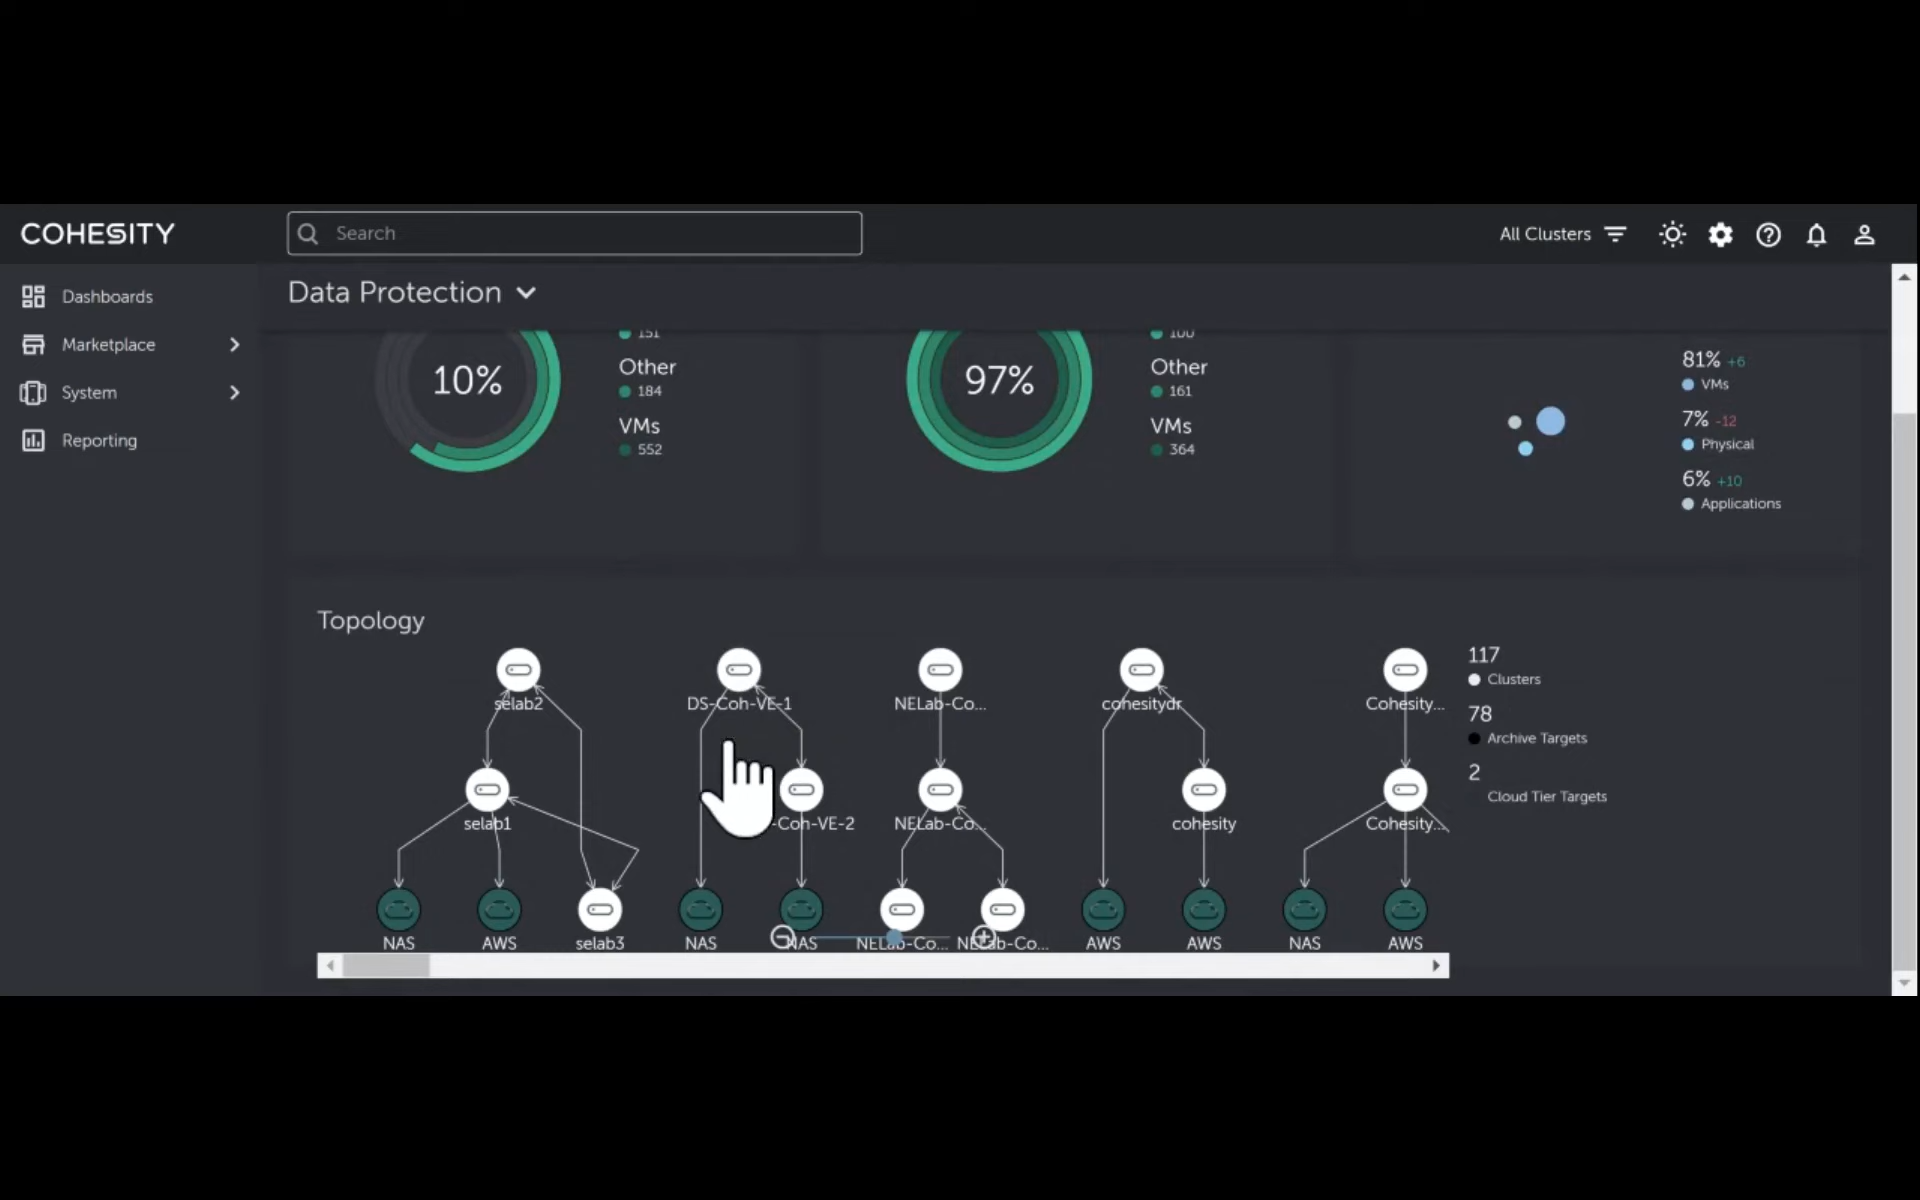 COHESITY
Search
All Clusters
Dashboards
Marketplace
System
Reporting
Data Protection
10%
151
Other
184
VMs
552
97%
100
Other
161
VMs
364
81% +6
VMs
7% -12
Physical
6% +10
Applications
Topology
selab2
DS-Coh-VE-1
NELab-Co...
cohesitydr
Cohesity...
selab1
-Coh-VE-2
NELab-Co...
cohesity
Cohesity...
NAS
AWS
selab3
NAS
NAS
NELab-Co...
NELab-Co...
AWS
AWS
NAS
AWS
117
Clusters
78
Archive Targets
2
Cloud Tier Targets